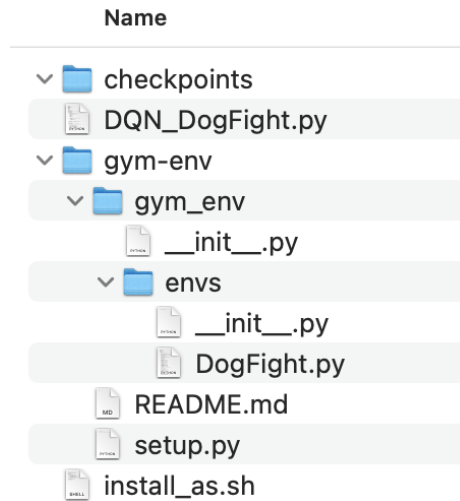 Name
checkpoints
DQN_DogFight.py
gym-env
gym_env
__init__.py
envs
__init__.py
DogFight.py
README.md
setup.py
install_as.sh